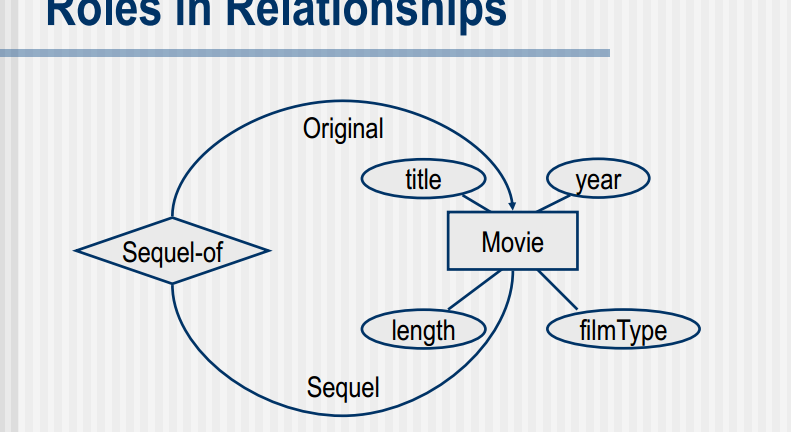 Roles in Relationships
Original
title
year
Sequel-of
Movie
length
filmType
Sequel